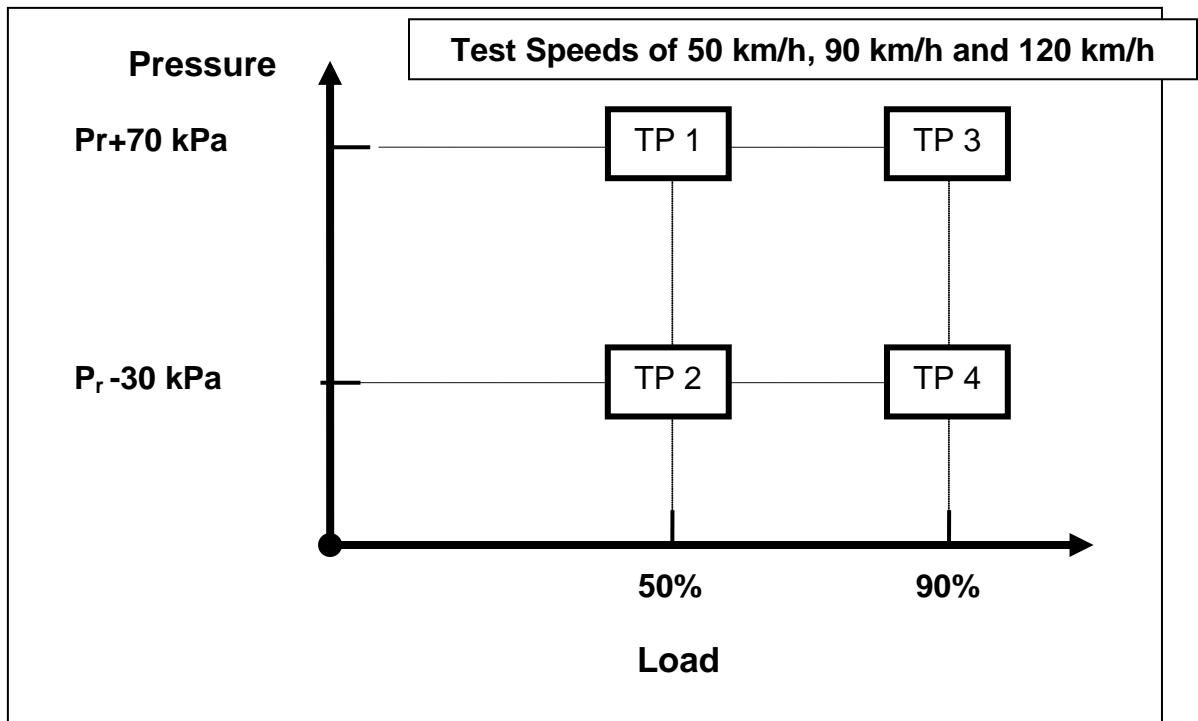 Test Speeds of 50 km/h, 90 km/h and 120 km/h
Pressure
Pr+70 kPa
TP 1
TP 3
Pr -30 kPa
TP 2
TP 4
50%
90%
Load